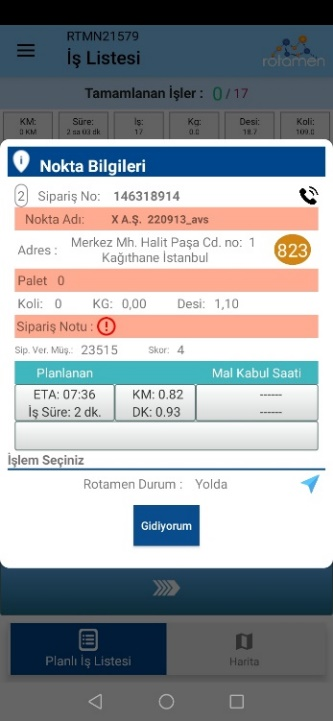 RTMN21579
İş Listesi
rotamen
Tamamlanan İşler : 0 / 17
KM: Süre: İş: Kg: Desi: Koli:
0 KM 2 sa 03 dk 17 0.0 18.7 109.0
Nokta Bilgileri
2 Sipariş No: 146318914
Nokta Adı: X A.Ş. 220913_avs
Adres : Merkez Mh. Halit Paşa Cd. no: 1
Kağıthane İstanbul
823
Palet 0
Koli: 0 KG: 0,00 Desi: 1,10
Sipariş Notu :
Sip. Ver. Müş.: 23515 Skor: 4
Planlanan Mal Kabul Saati
ETA: 07:36 KM: 0.82 ------
İş Süre: 2 dk. DK: 0.93 ------
İşlem Seçiniz
Rotamen Durum : Yolda
Gidiyorum
Planlı İş Listesi Harita